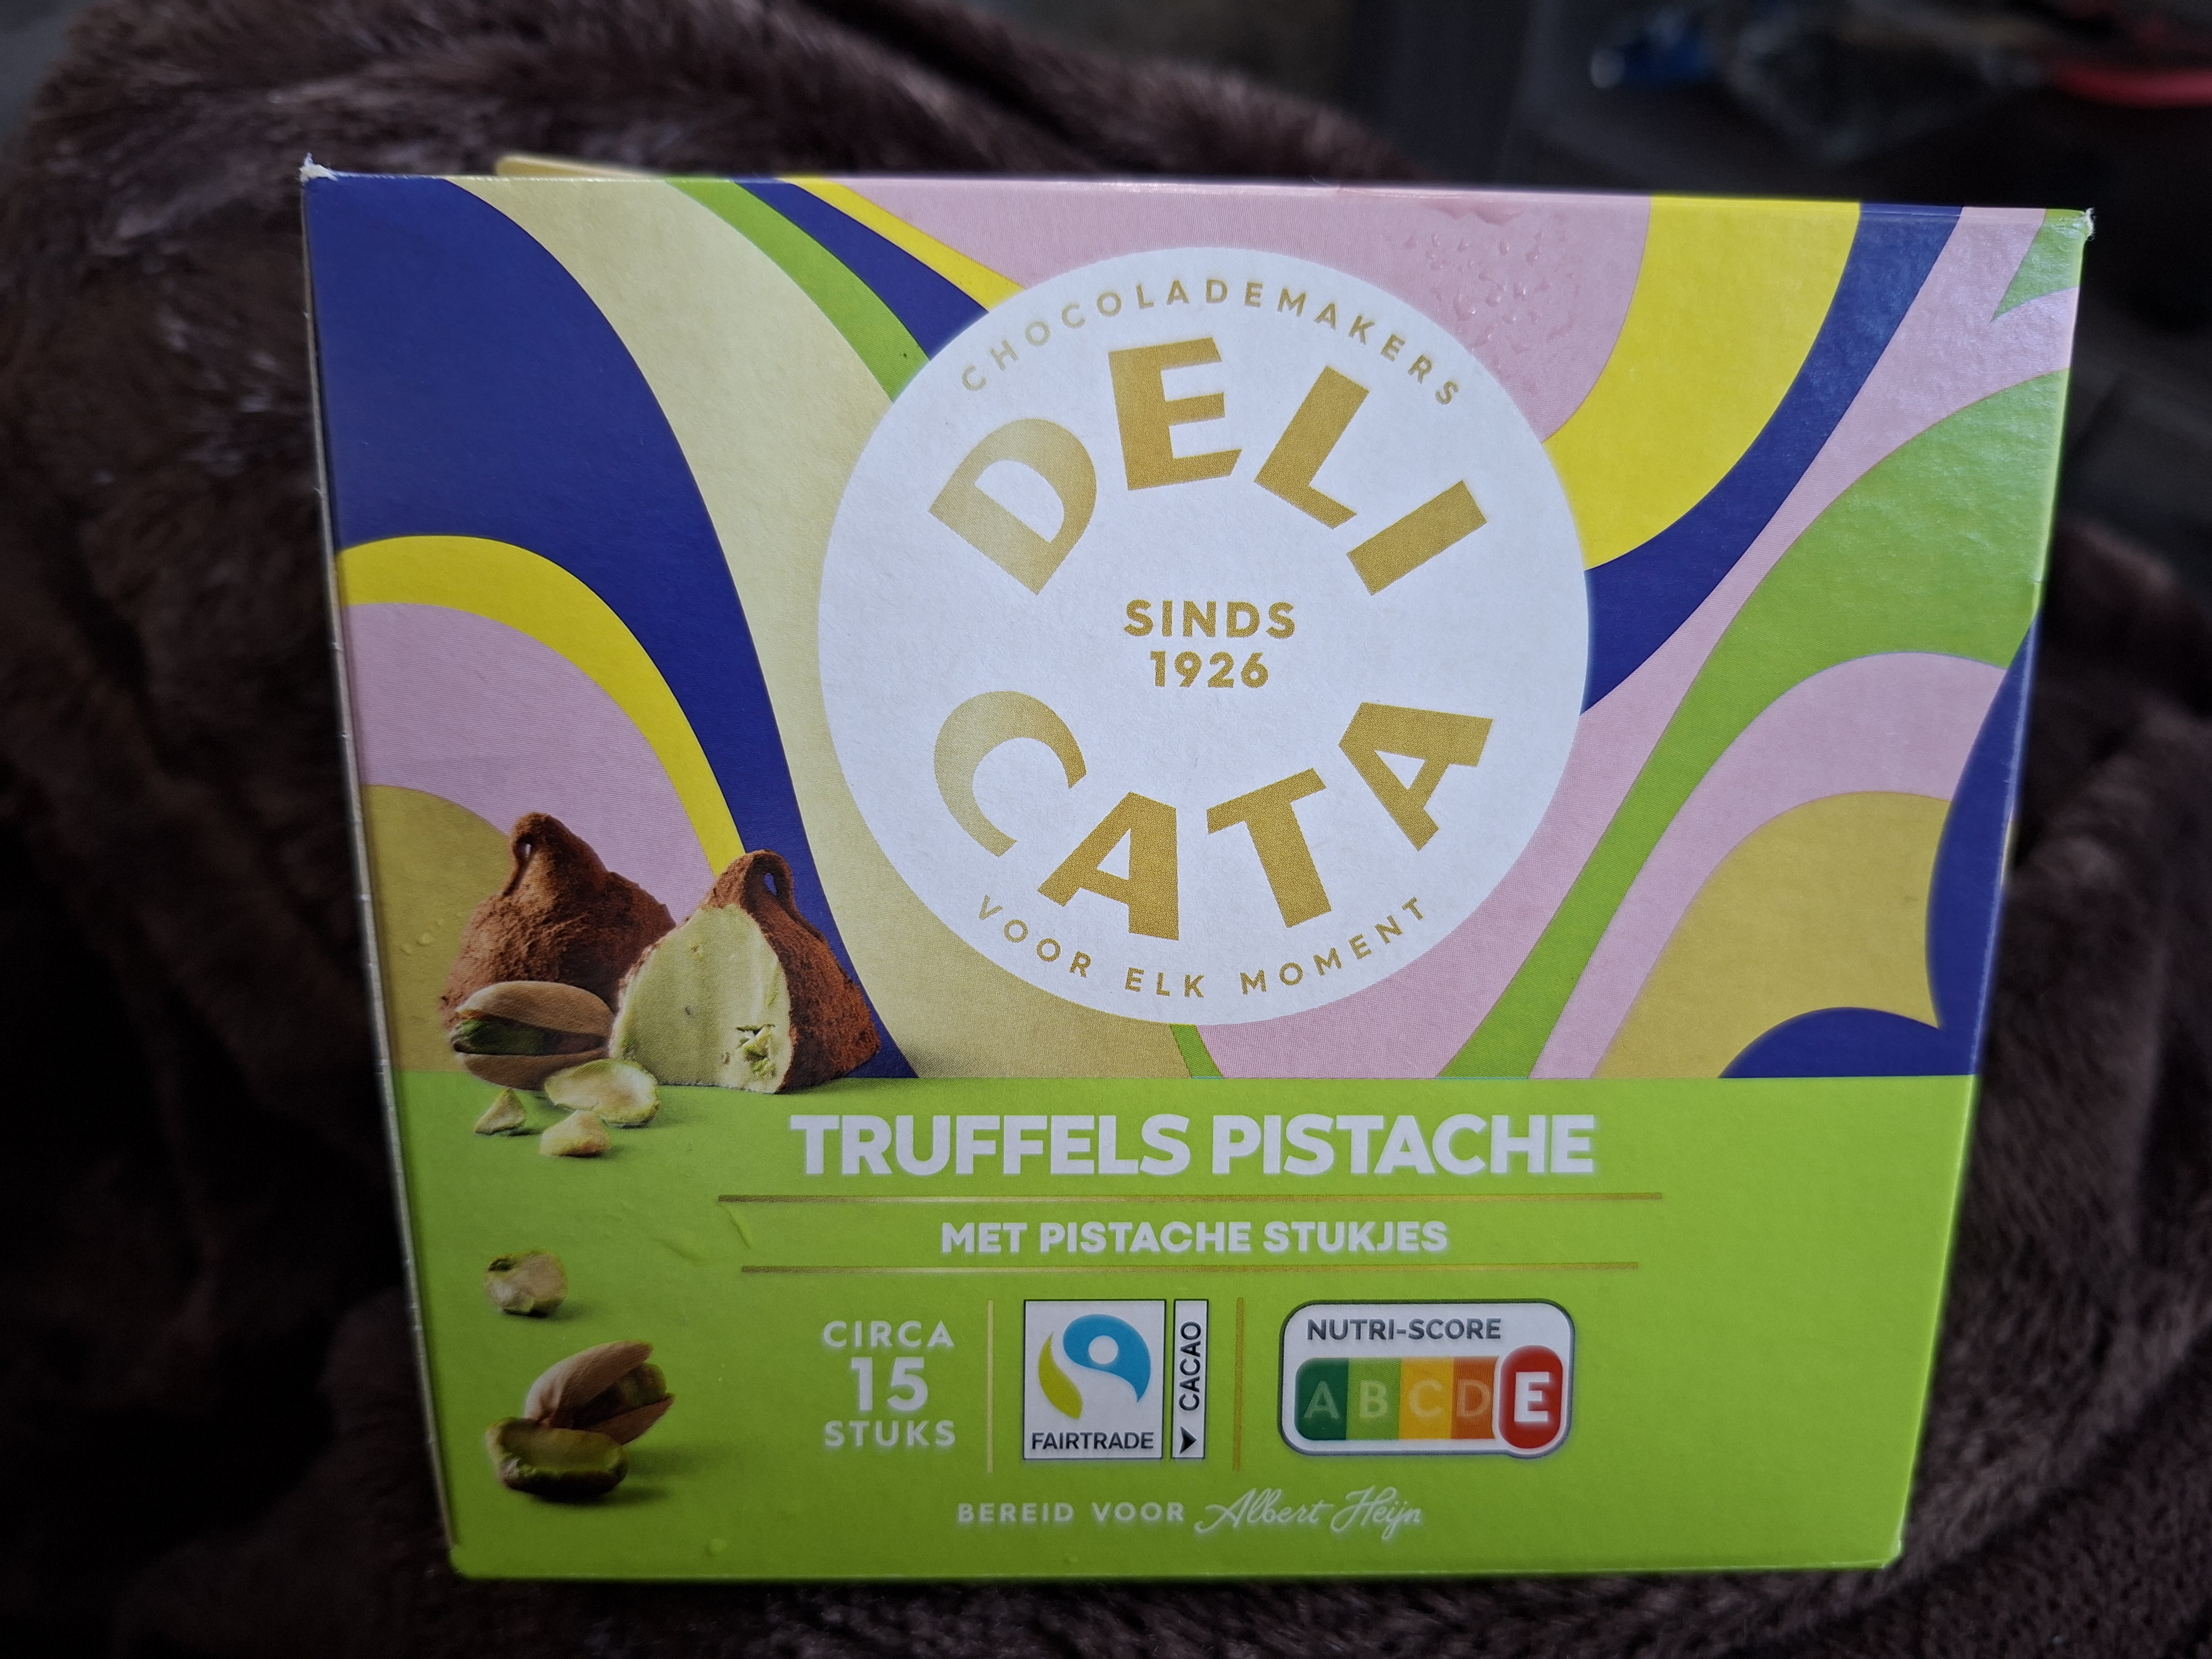 CHOCOLADEMAKERS
DELI
SINDS
1926
CATA
VOOR ELK MOMENT
TRUFFELS PISTACHE
MET PISTACHE STUKJES
CIRCA
15
STUKS
FAIRTRADE
CACAO
NUTRI-SCORE
A B C D E
BEREID VOOR Albert Heijn